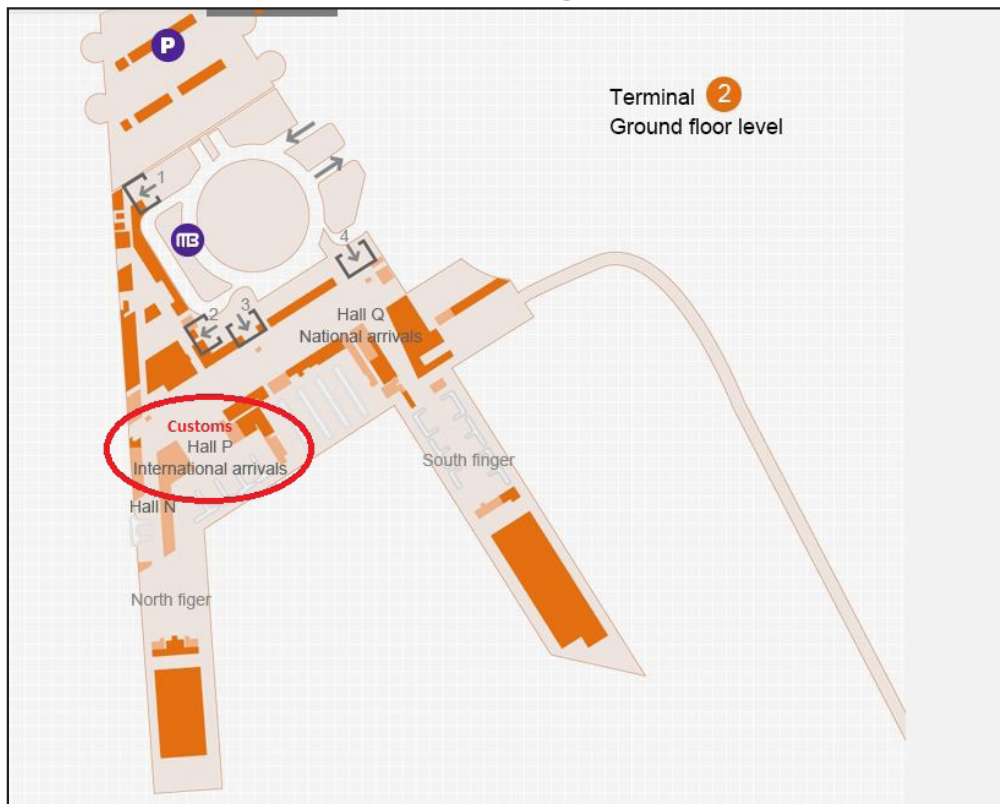 P
Terminal 2
Ground floor level
1
MB
4
2
3
Hall Q
National arrivals
Customs
Hall P
International arrivals
South finger
Hall N
North figer